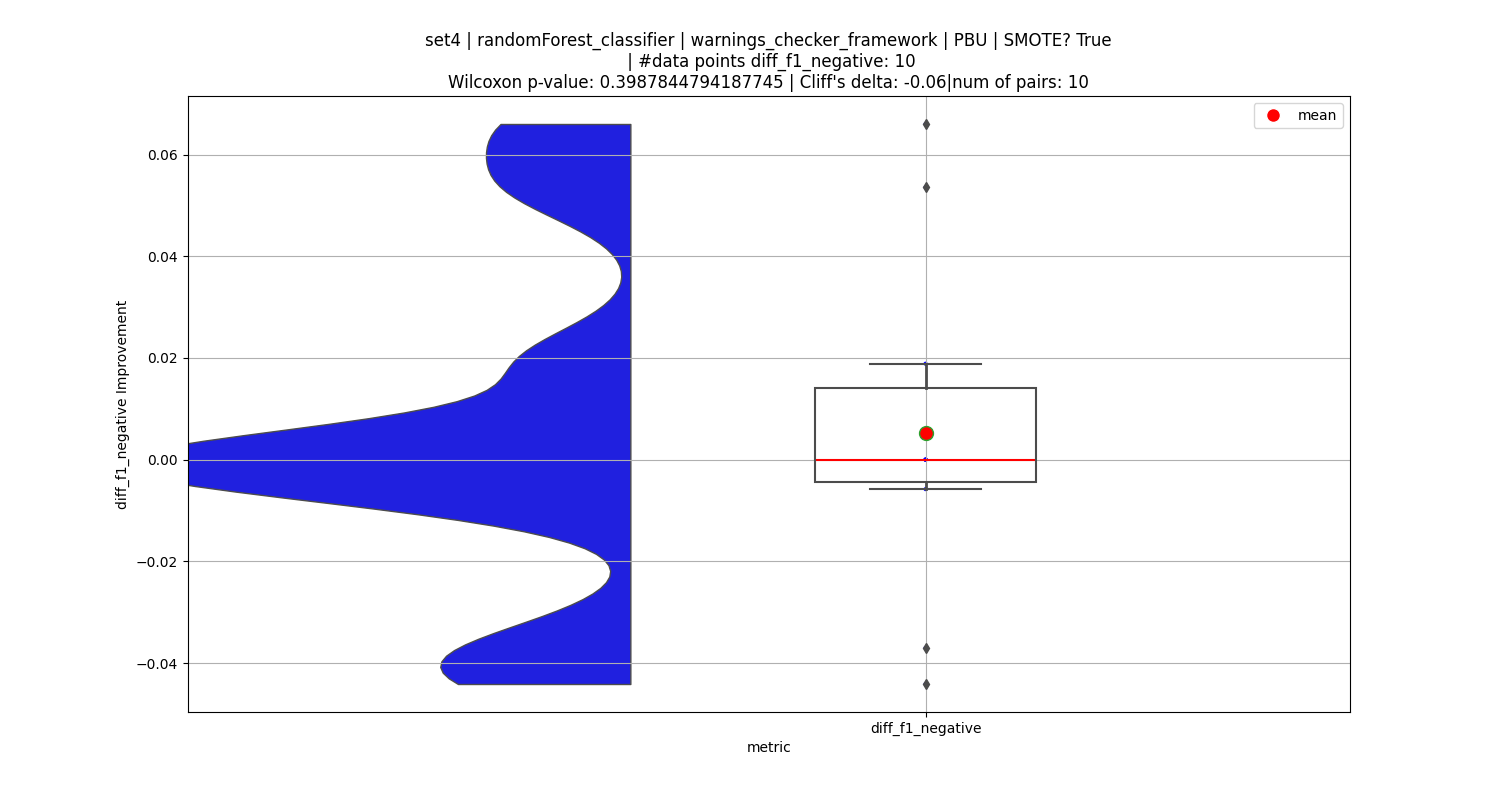 set4 | randomForest_classifier | warnings_checker_framework | PBU | SMOTE? True
| #data points diff_f1_negative: 10
Wilcoxon p-value: 0.3987844794187745 | Cliff's delta: -0.06|num of pairs: 10
mean
0.06
0.04
0.02
0.00
−0.02
−0.04
diff_f1_negative Improvement
diff_f1_negative
metric